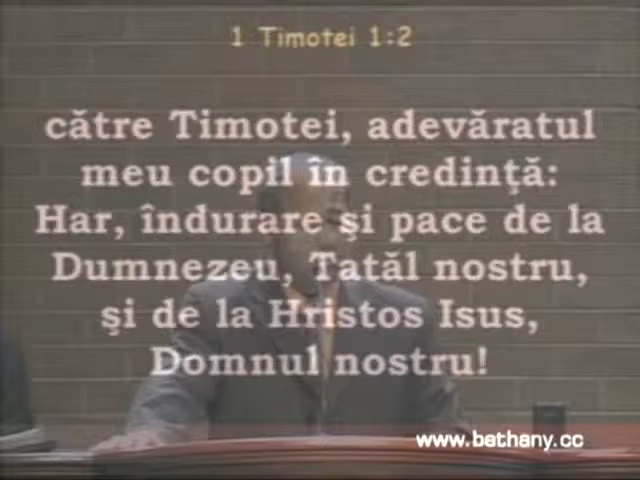 1 Timotei 1:2
către Timotei, adevăratul
meu copil în credinţă:
Har, îndurare şi pace de la
Dumnezeu, Tatăl nostru,
şi de la Hristos Isus,
Domnul nostru!
www.bethany.cc